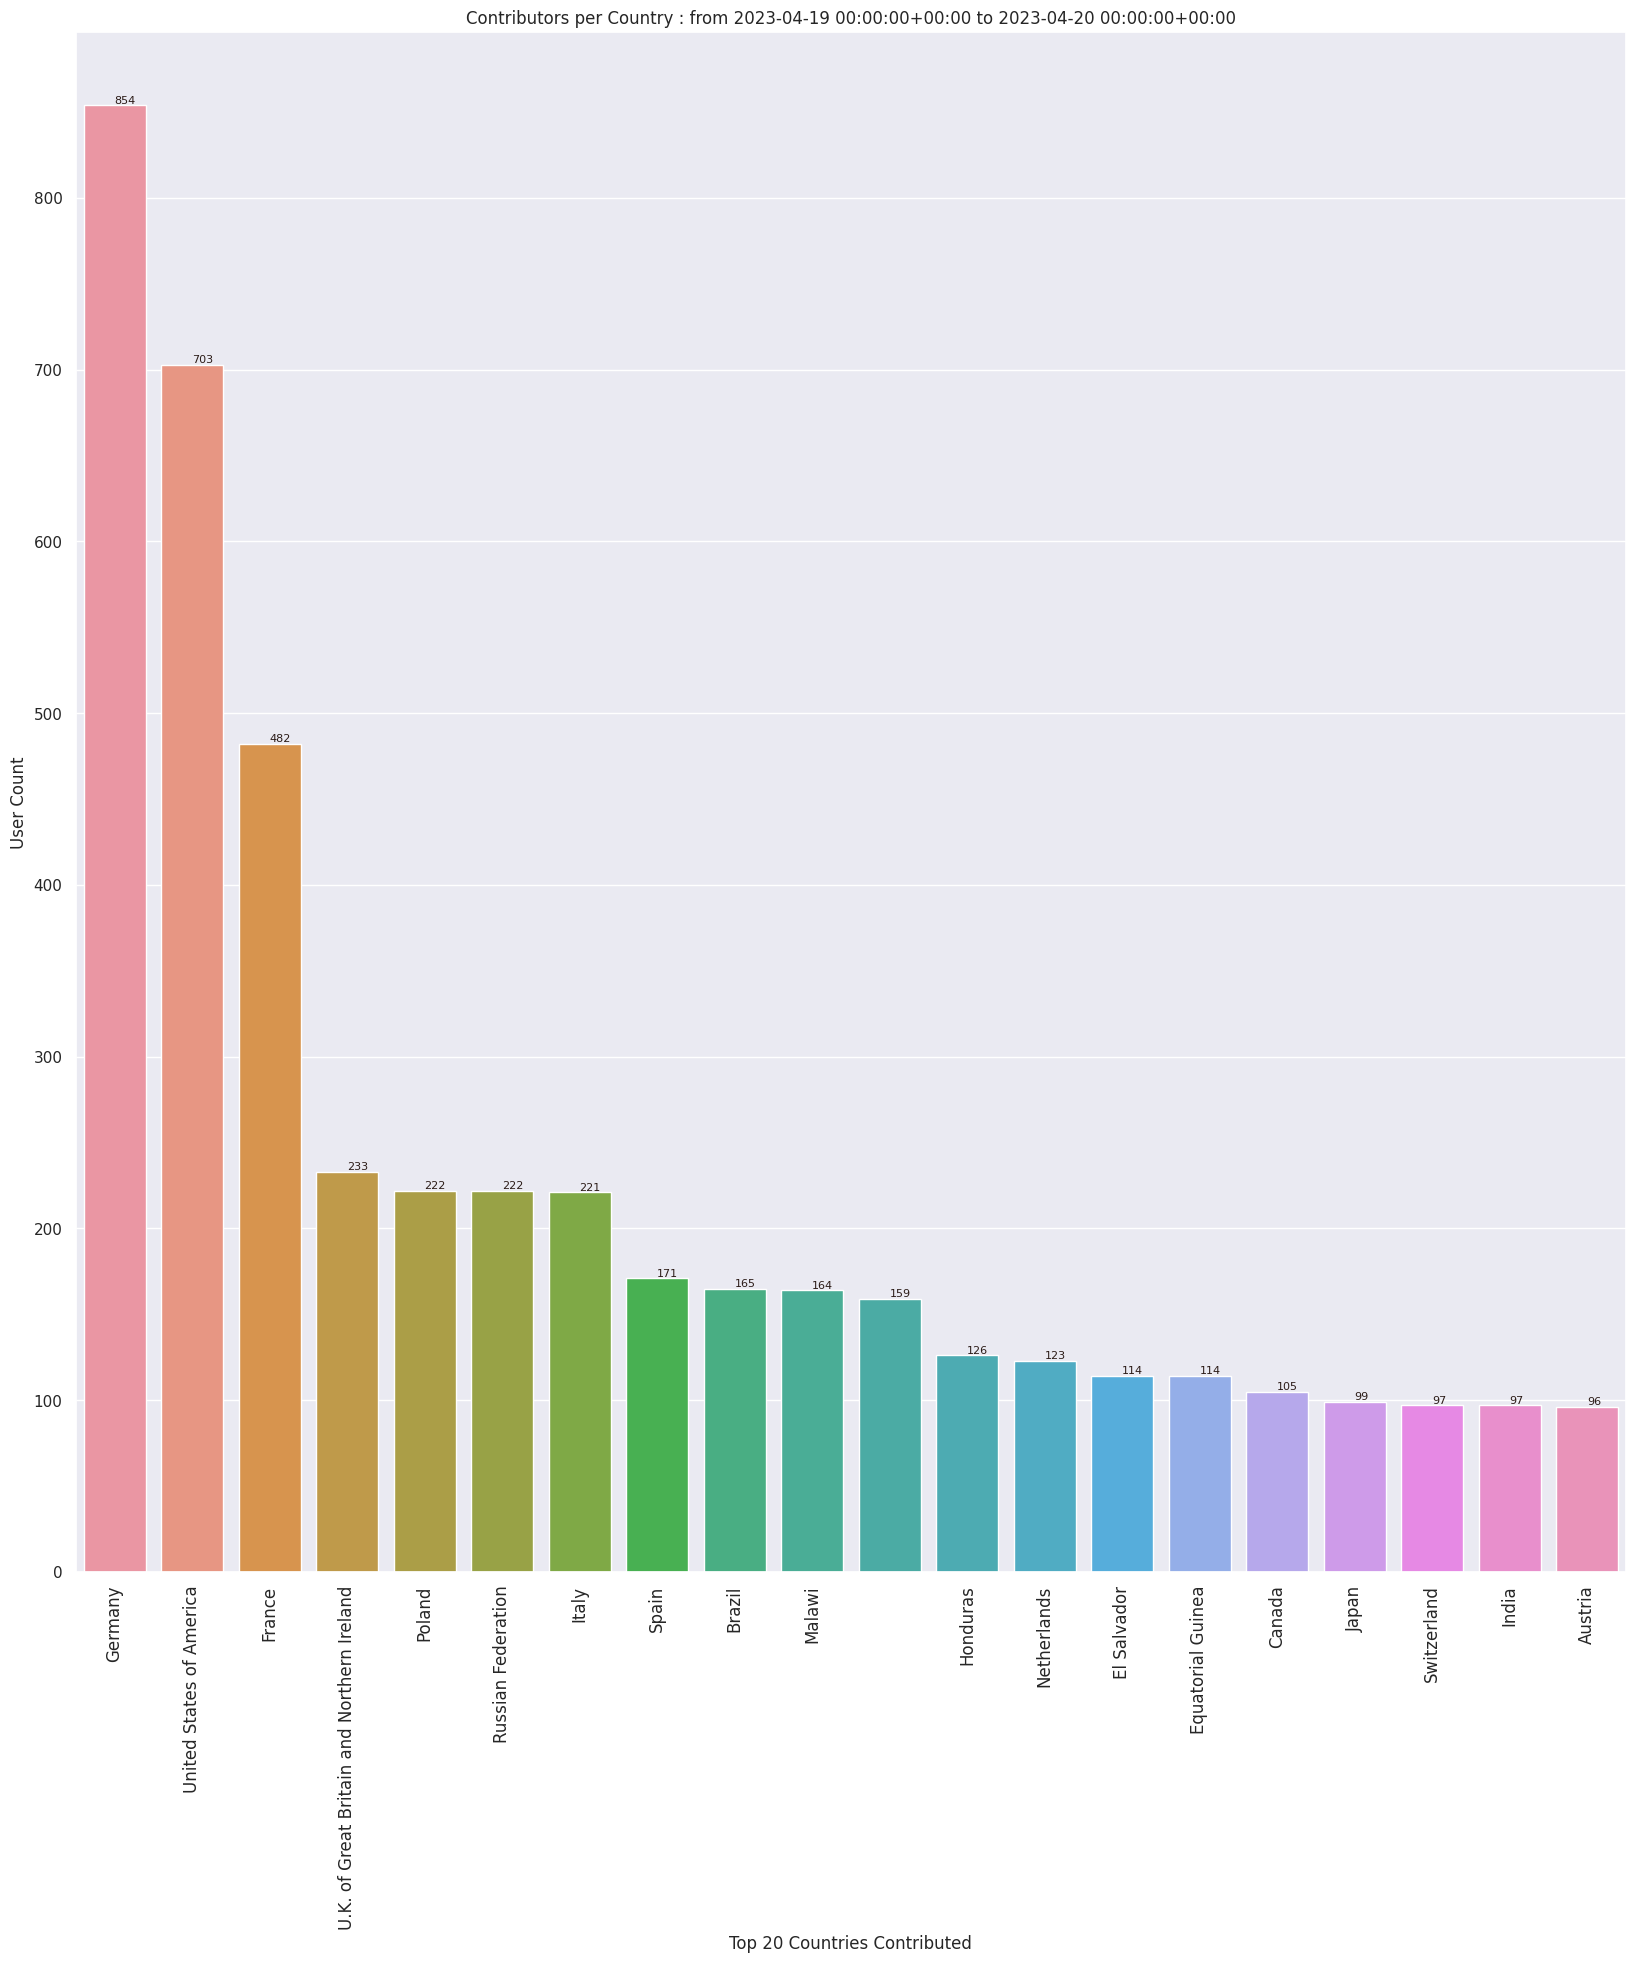 Contributors per Country : from 2023-04-19 00:00:00+00:00 to 2023-04-20 00:00:00+00:00
User Count
800
700
600
500
400
300
200
100
0
854
703
482
233
222
222
221
171
165
164
159
126
123
114
114
105
99
97
97
96
Germany
United States of America
France
U.K. of Great Britain and Northern Ireland
Poland
Russian Federation
Italy
Spain
Brazil
Malawi
Honduras
Netherlands
El Salvador
Equatorial Guinea
Canada
Japan
Switzerland
India
Austria
Top 20 Countries Contributed